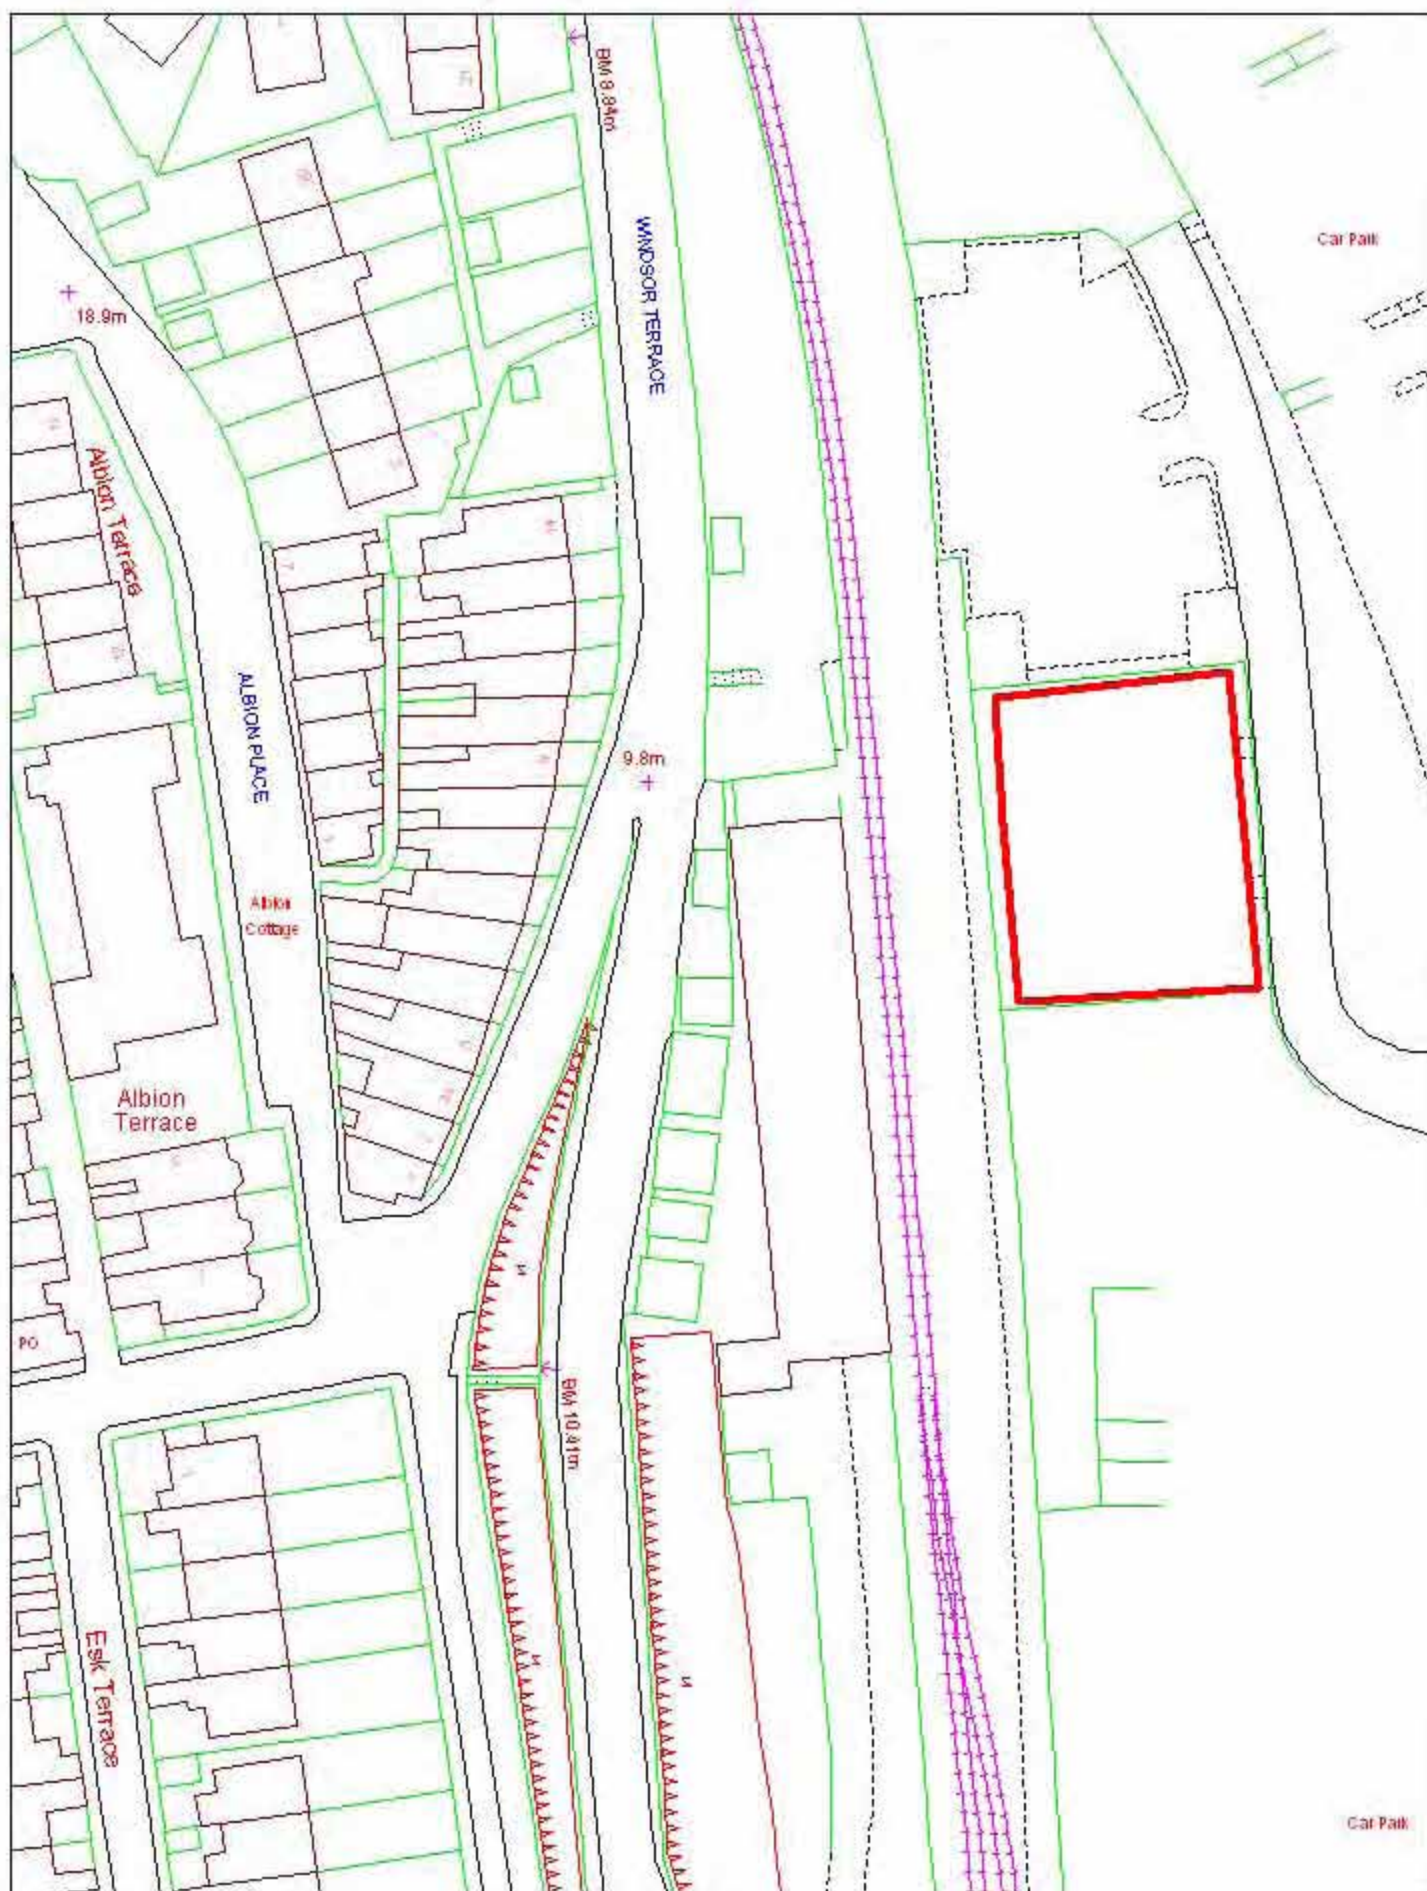 BM 9.84m
WINDSOR TERRACE
Car Park
18.9m
Albion Terrace
ALBION PLACE
9.8m
Albion
Cottage
Albion
Terrace
PO
BM 10.41m
Esk Terrace
Car Park